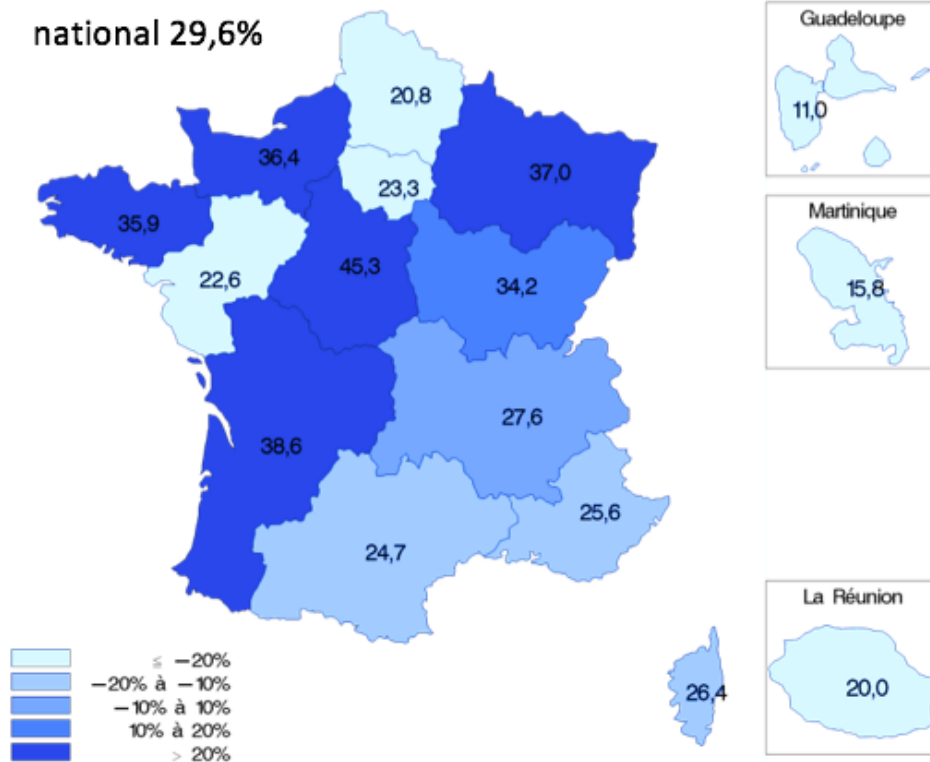 national 29,6%
Guadeloupe
11,0
20,8
36,4
37,0
23,3
Martinique
35,9
15,8
22,6
45,3
34,2
27,6
38,6
25,6
24,7
La Réunion
20,0
26,4
≤ −20%
−20% à −10%
−10% à 10%
10% à 20%
> 20%